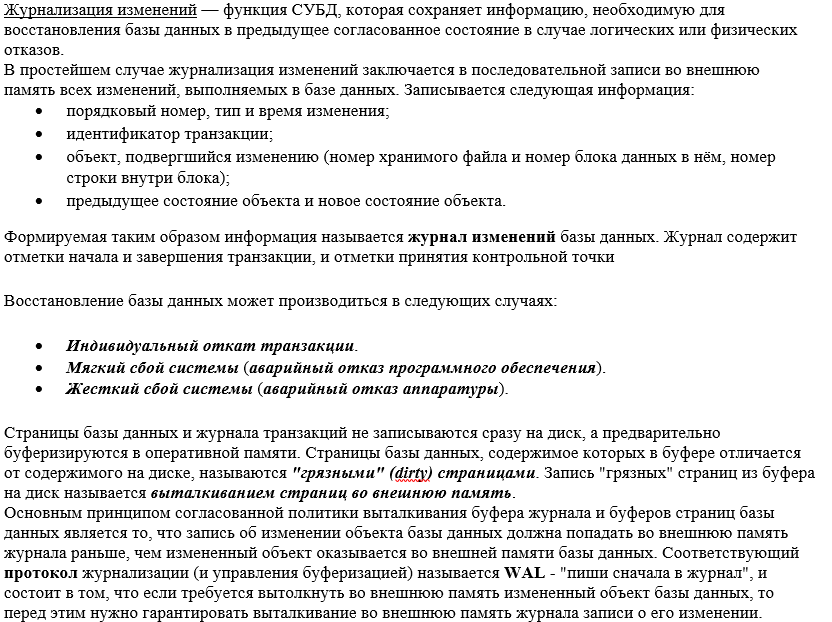 Журнализация изменений — функция СУБД, которая сохраняет информацию, необходимую для
восстановления базы данных в предыдущее согласованное состояние в случае логических или физических
отказов.
В простейшем случае журнализация изменений заключается в последовательной записи во внешнюю
память всех изменений, выполняемых в базе данных. Записывается следующая информация:
• порядковый номер, тип и время изменения;
• идентификатор транзакции;
• объект, подвергшийся изменению (номер хранимого файла и номер блока данных в нём, номер
строки внутри блока);
• предыдущее состояние объекта и новое состояние объекта.
Формируемая таким образом информация называется журнал изменений базы данных. Журнал содержит
отметки начала и завершения транзакции, и отметки принятия контрольной точки
Восстановление базы данных может производиться в следующих случаях:
• Индивидуальный откат транзакции.
• Мягкий сбой системы (аварийный отказ программного обеспечения).
• Жесткий сбой системы (аварийный отказ аппаратуры).
Страницы базы данных и журнала транзакций не записываются сразу на диск, а предварительно
буферизируются в оперативной памяти. Страницы базы данных, содержимое которых в буфере отличается
от содержимого на диске, называются "грязными" (dirty) страницами. Запись "грязных" страниц из буфера
на диск называется выталкиванием страниц во внешнюю память.
Основным принципом согласованной политики выталкивания буфера журнала и буферов страниц базы
данных является то, что запись об изменении объекта базы данных должна попадать во внешнюю память
журнала раньше, чем измененный объект оказывается во внешней памяти базы данных. Соответствующий
протокол журнализации (и управления буферизацией) называется WAL - "пиши сначала в журнал", и
состоит в том, что если требуется вытолкнуть во внешнюю память измененный объект базы данных, то
перед этим нужно гарантировать выталкивание во внешнюю память журнала записи о его изменении.